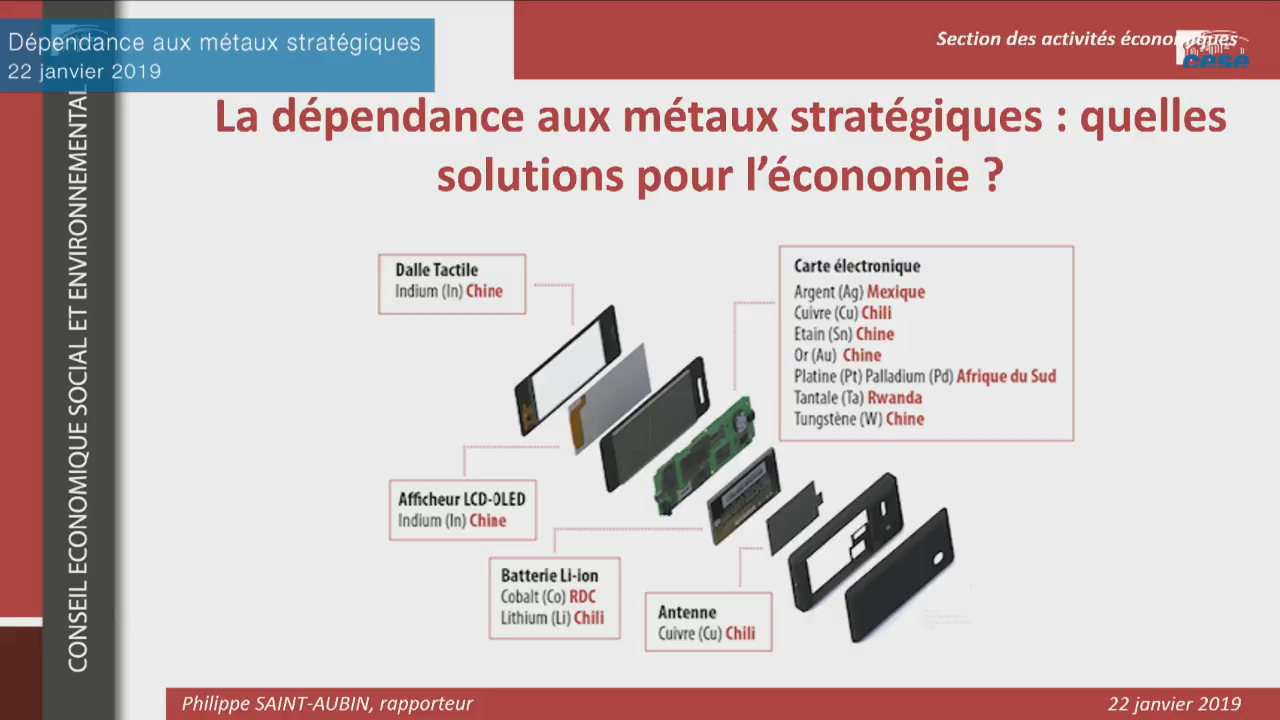 Dépendance aux métaux stratégiques
22 janvier 2019
Section des activités économiques
cese
CONSEIL ECONOMIQUE SOCIAL ET ENVIRONNEMENTAL
La dépendance aux métaux stratégiques : quelles
solutions pour l'économie ?
Dalle Tactile
Indium (In) Chine
Carte électronique
Argent (Ag) Mexique
Cuivre (Cu) Chili
Etain (Sn) Chine
Or (Au) Chine
Platine (Pt) Palladium (Pd) Afrique du Sud
Tantale (Ta) Rwanda
Tungstène (W) Chine
Afficheur LCD-OLED
Indium (In) Chine
Batterie Li-ion
Cobalt (Co) RDC
Lithium (Li) Chili
Antenne
Cuivre (Cu) Chili
Philippe SAINT-AUBIN, rapporteur
22 janvier 2019